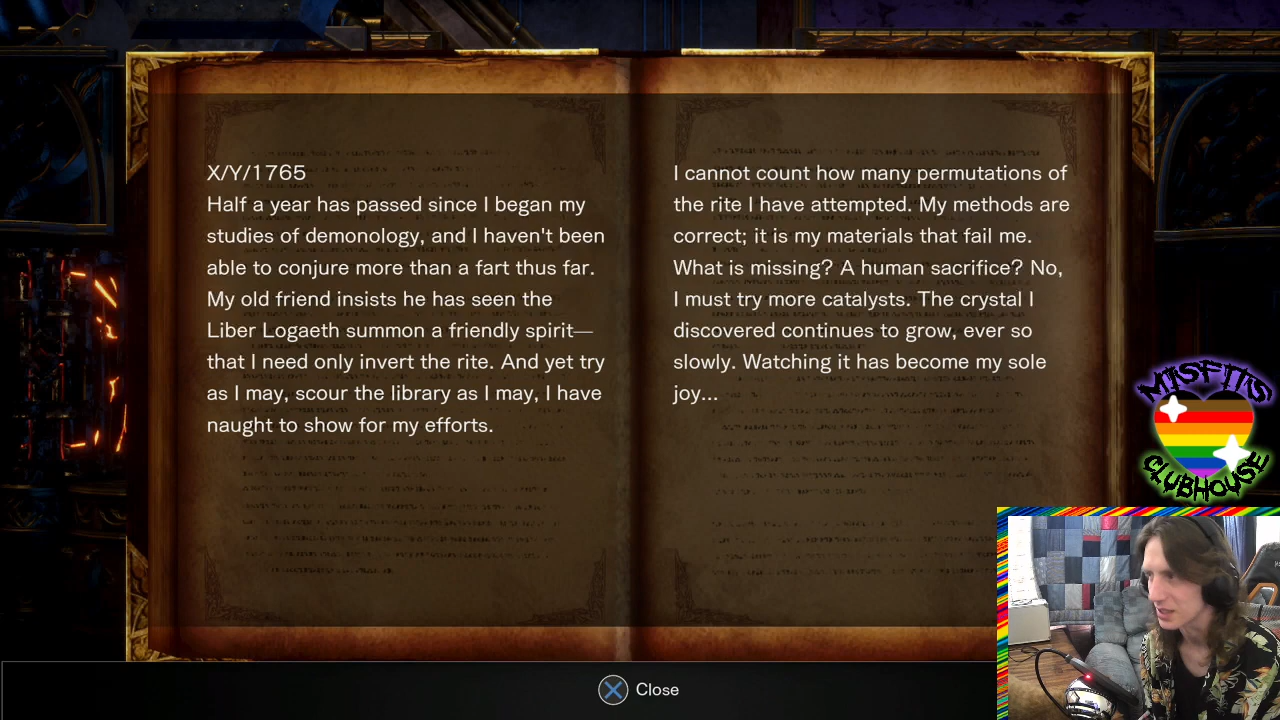 X/Y/1765
Half a year has passed since I began my
studies of demonology, and I haven't been
able to conjure more than a fart thus far.
My old friend insists he has seen the
Liber Logaeth summon a friendly spirit—
that I need only invert the rite. And yet try
as I may, scour the library as I may, I have
naught to show for my efforts.
I cannot count how many permutations of
the rite I have attempted. My methods are
correct; it is my materials that fail me.
What is missing? A human sacrifice? No,
I must try more catalysts. The crystal I
discovered continues to grow, ever so
slowly. Watching it has become my sole
joy...
MISFITS
CLUBHOUSE
Close